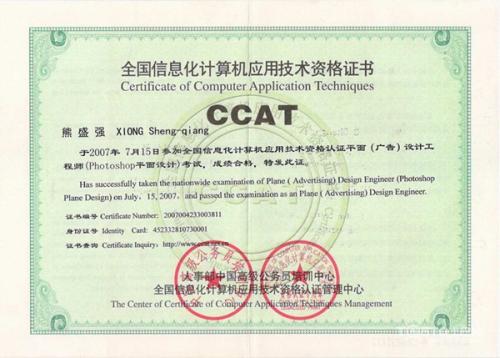 全国信息化计算机应用技术资格证书
Certificate of Computer Application Techniques
CCAT
熊盛强 XIONG Sheng-qiang
于2007年 7月15日参加全国信息化计算机应用技术资格认证平面（广告）设计工
程师(Photoshop平面设计)考试，成绩合格，特发此证。
Has successfully taken the nationwide examination of Plane ( Advertising) Design Engineer (Photoshop
Plane Design) on July，15, 2007, and passed the examination as an Plane ( Advertising) Design Engineer.
证书编号 Certificate Number: 2007004233003811
身份证号 Identity Card: 452332810730001
证书查询 Certificate Inquiry: http://www.ccat.gov.cn
人事部中国高级公务员培训中心
全国信息化计算机应用技术资格认证管理中心
The Center of Certificate of Computer Application Techniques Management